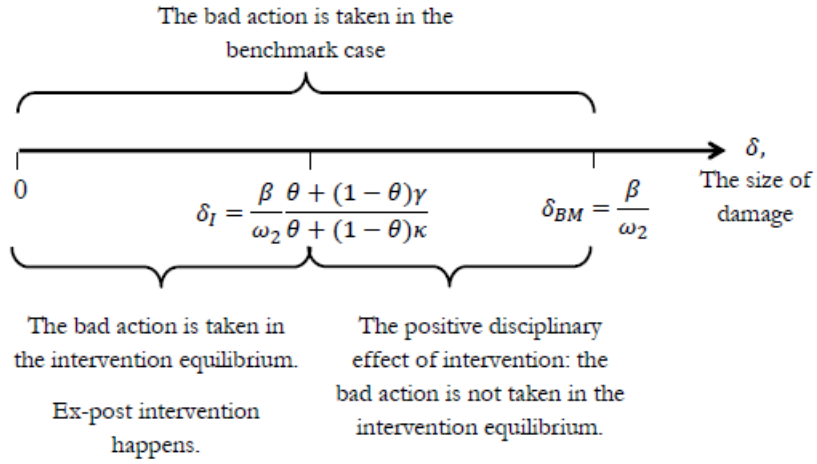 The bad action is taken in the
benchmark case
δ,
The size of
damage
0
δ_I = β/ω₂ θ + (1 − θ)γ/θ + (1 − θ)κ
δ_BM = β/ω₂
The bad action is taken in
the intervention equilibrium.
Ex-post intervention
happens.
The positive disciplinary
effect of intervention: the
bad action is not taken in the
intervention equilibrium.